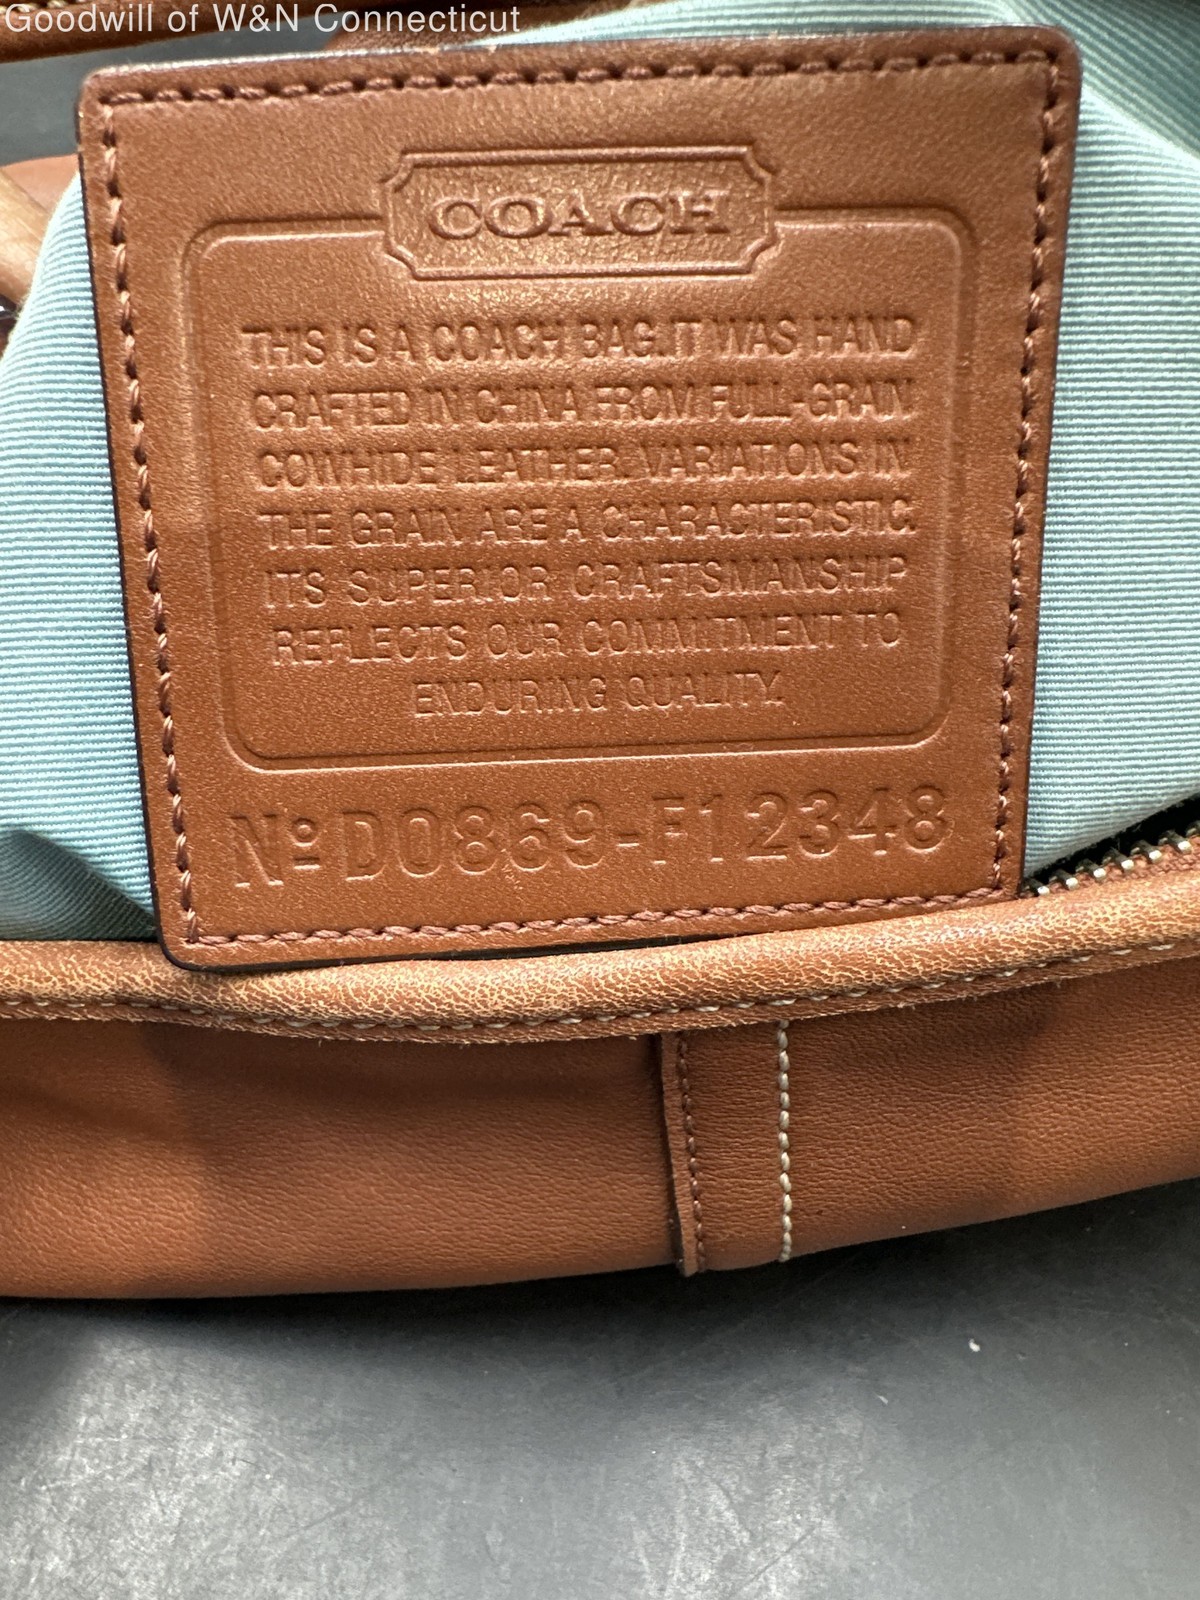 Goodwill of W&N Connecticut
COACH
THIS IS A COACH BAG. IT WAS HAND
CRAFTED IN CHINA FROM FULL-GRAIN
COWHIDE LEATHER. VARIATIONS IN
THE GRAIN ARE A CHARACTERISTIC.
ITS SUPERIOR CRAFTSMANSHIP
REFLECTS OUR COMMITMENT TO
ENDURING QUALITY.
Nº D0869-F12348